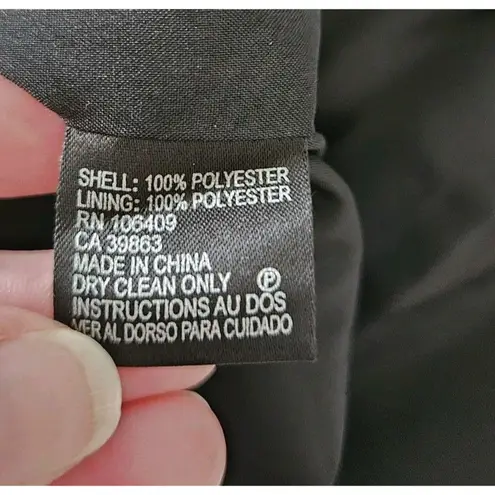 SHELL: 100% POLYESTER
LINING: 100% POLYESTER
RN 106409
CA 39863
MADE IN CHINA
DRY CLEAN ONLY Ⓟ
INSTRUCTIONS AU DOS
VER AL DORSO PARA CUIDADO